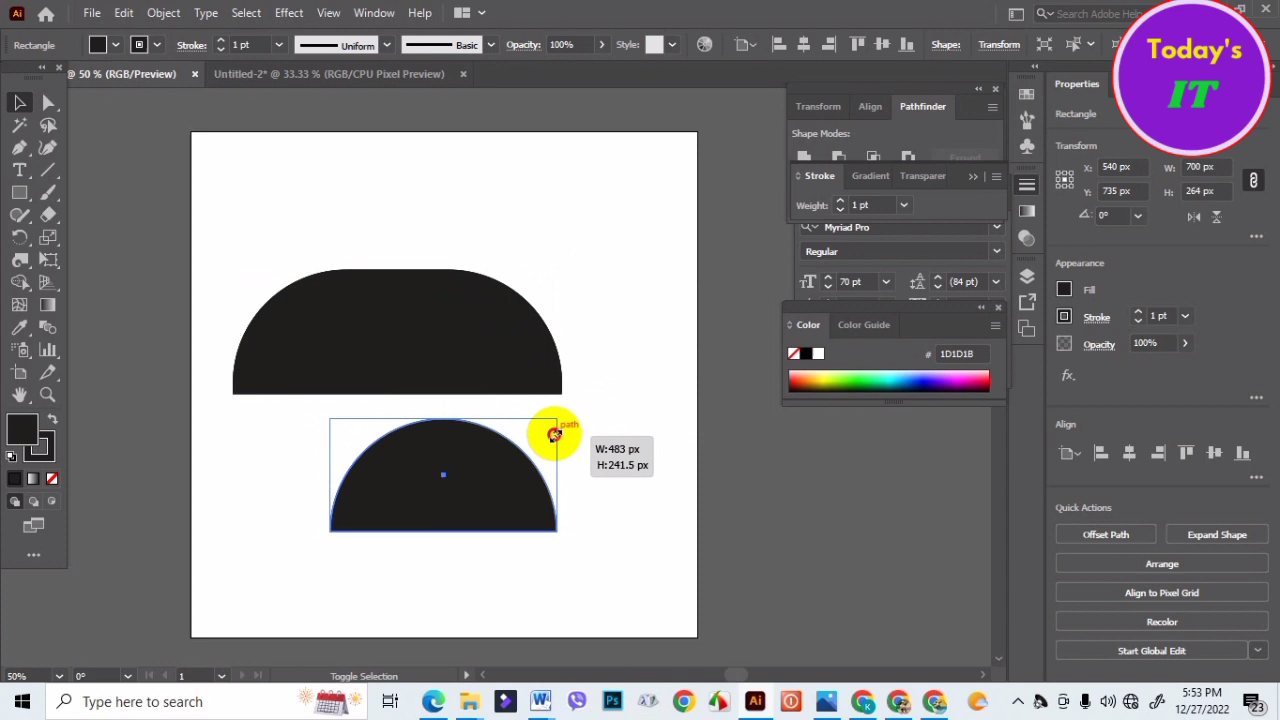 Ai
File
Edit
Object
Type
Select
Effect
View
Window
Help
Search Adobe
Today's
IT
Rectangle
Stroke:
1 pt
Uniform
Basic
Opacity:
100%
Style:
Shape:
Transform
@ 50 % (RGB/Preview)
Untitled-2* @ 33.33 % (RGB/CPU Pixel Preview)
Transform
Align
Pathfinder
Shape Modes:
Expand
Stroke
Gradient
Transparer
Weight:
1 pt
Myriad Pro
Regular
70 pt
(84 pt)
Color
Color Guide
#
1D1D1B
Properties
Rectangle
Transform
X:
540 px
W:
700 px
Y:
735 px
H:
264 px
0°
Appearance
Fill
Stroke
1 pt
Opacity
100%
fx
Align
Quick Actions
Offset Path
Expand Shape
Arrange
Align to Pixel Grid
Recolor
Start Global Edit
path
W:483 px
H:241.5 px
50%
0°
1
Toggle Selection
Type here to search
5:53 PM
12/27/2022
23